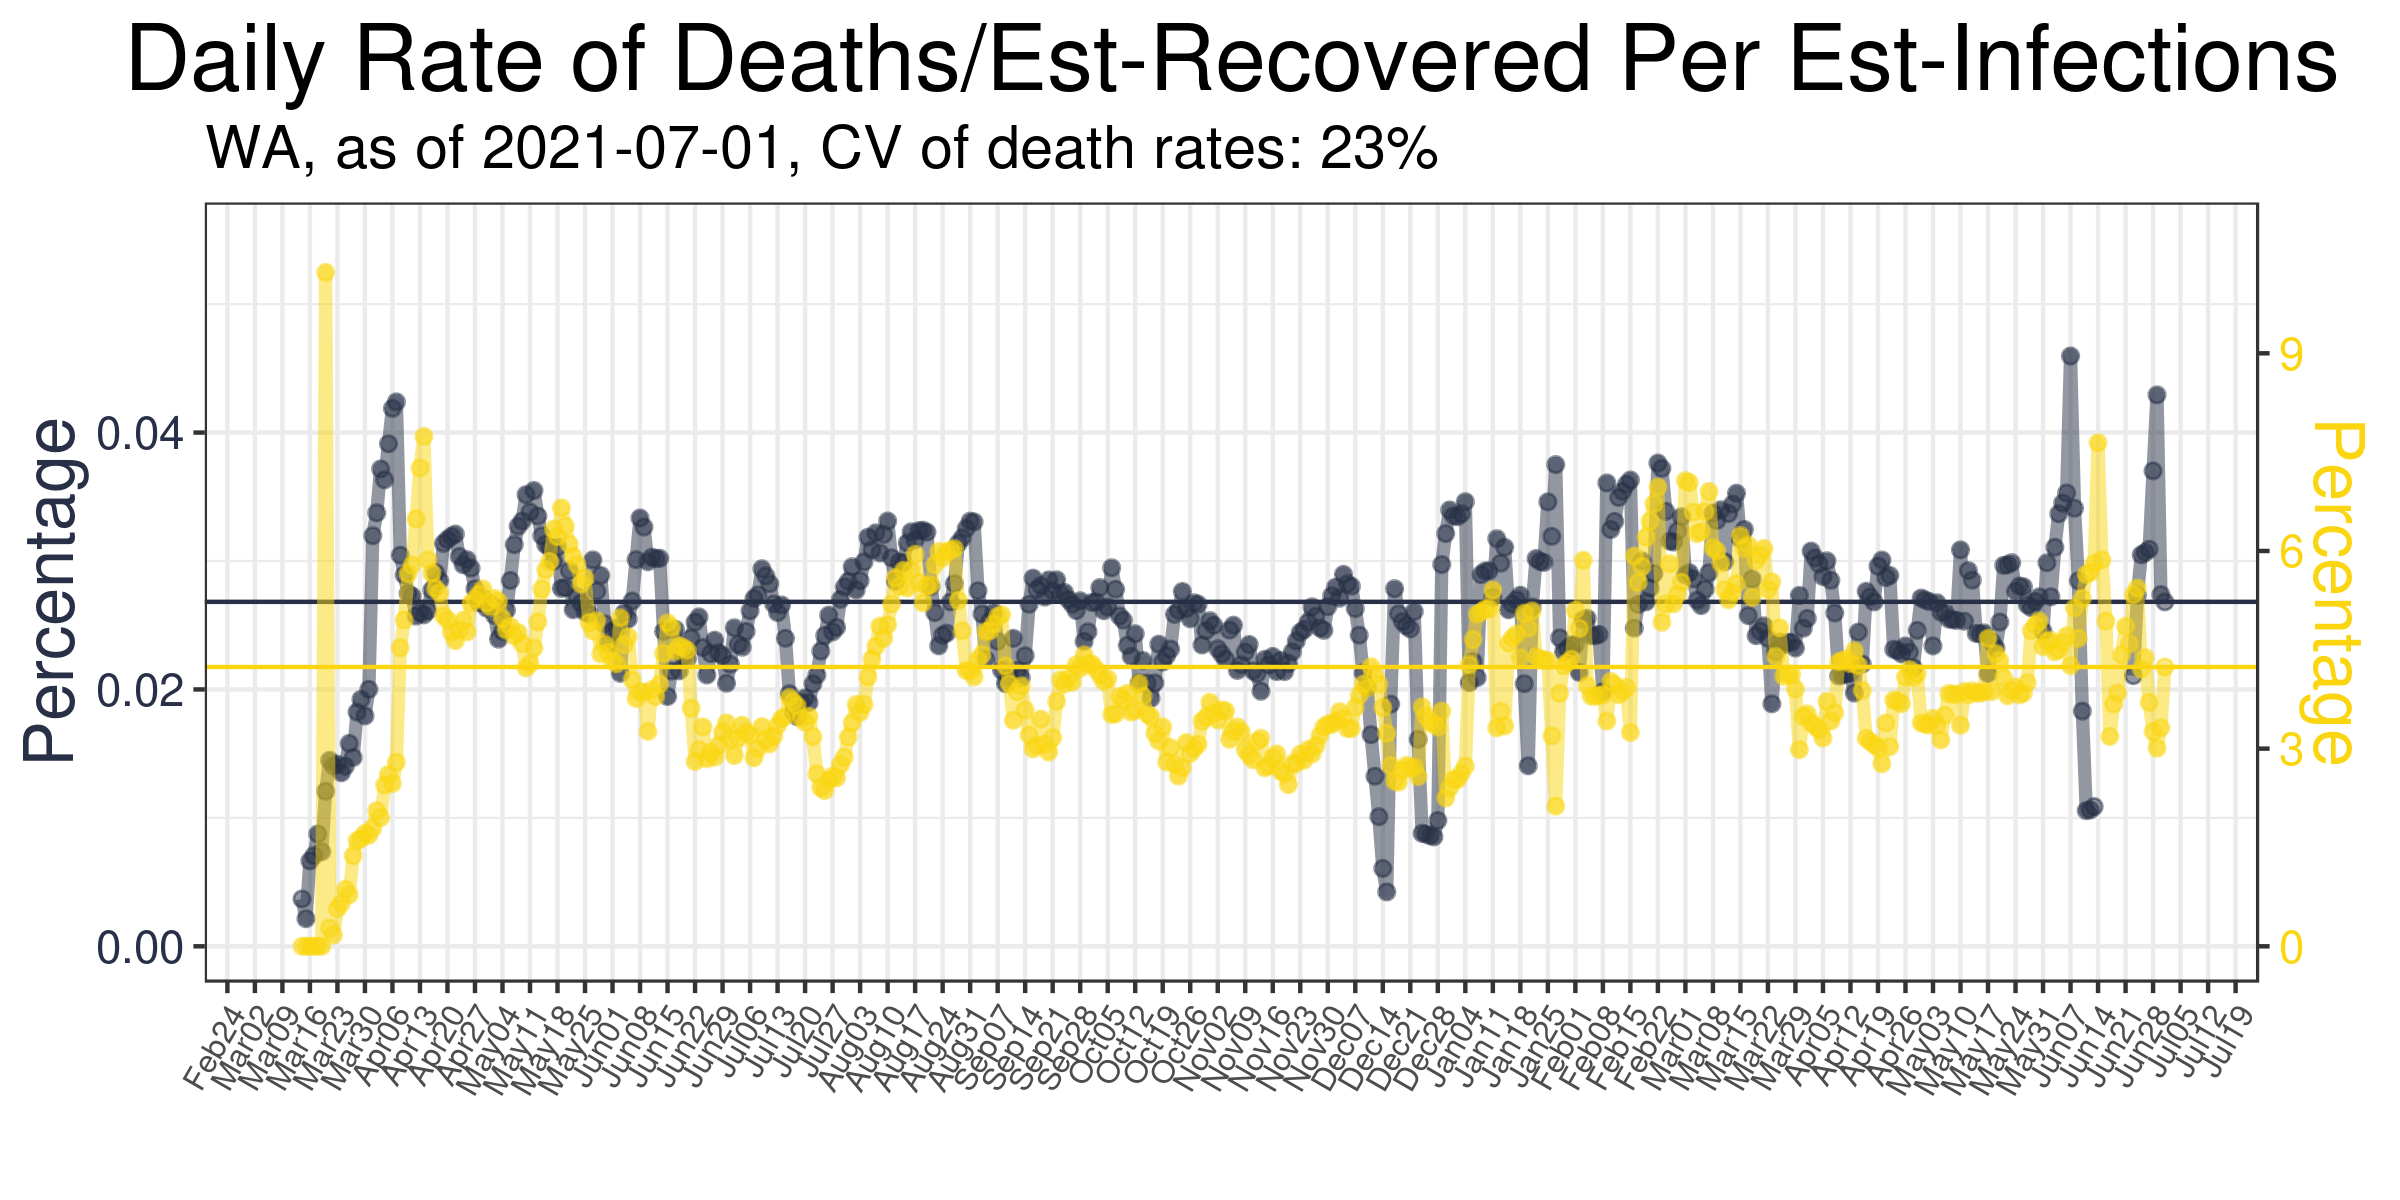 Daily Rate of Deaths/Est-Recovered Per Est-Infections
WA, as of 2021-07-01, CV of death rates: 23%
Percentage
0.04
0.02
0.00
9
6
3
0
Percentage
Feb24
Mar02
Mar09
Mar16
Mar23
Mar30
Apr06
Apr13
Apr20
Apr27
May04
May11
May18
May25
Jun01
Jun08
Jun15
Jun22
Jun29
Jul06
Jul13
Jul20
Jul27
Aug03
Aug10
Aug17
Aug24
Aug31
Sep07
Sep14
Sep21
Sep28
Oct05
Oct12
Oct19
Oct26
Nov02
Nov09
Nov16
Nov23
Nov30
Dec07
Dec14
Dec21
Dec28
Jan04
Jan11
Jan18
Jan25
Feb01
Feb08
Feb15
Feb22
Mar01
Mar08
Mar15
Mar22
Mar29
Apr05
Apr12
Apr19
Apr26
May03
May10
May17
May24
May31
Jun07
Jun14
Jun21
Jun28
Jul05
Jul12
Jul19